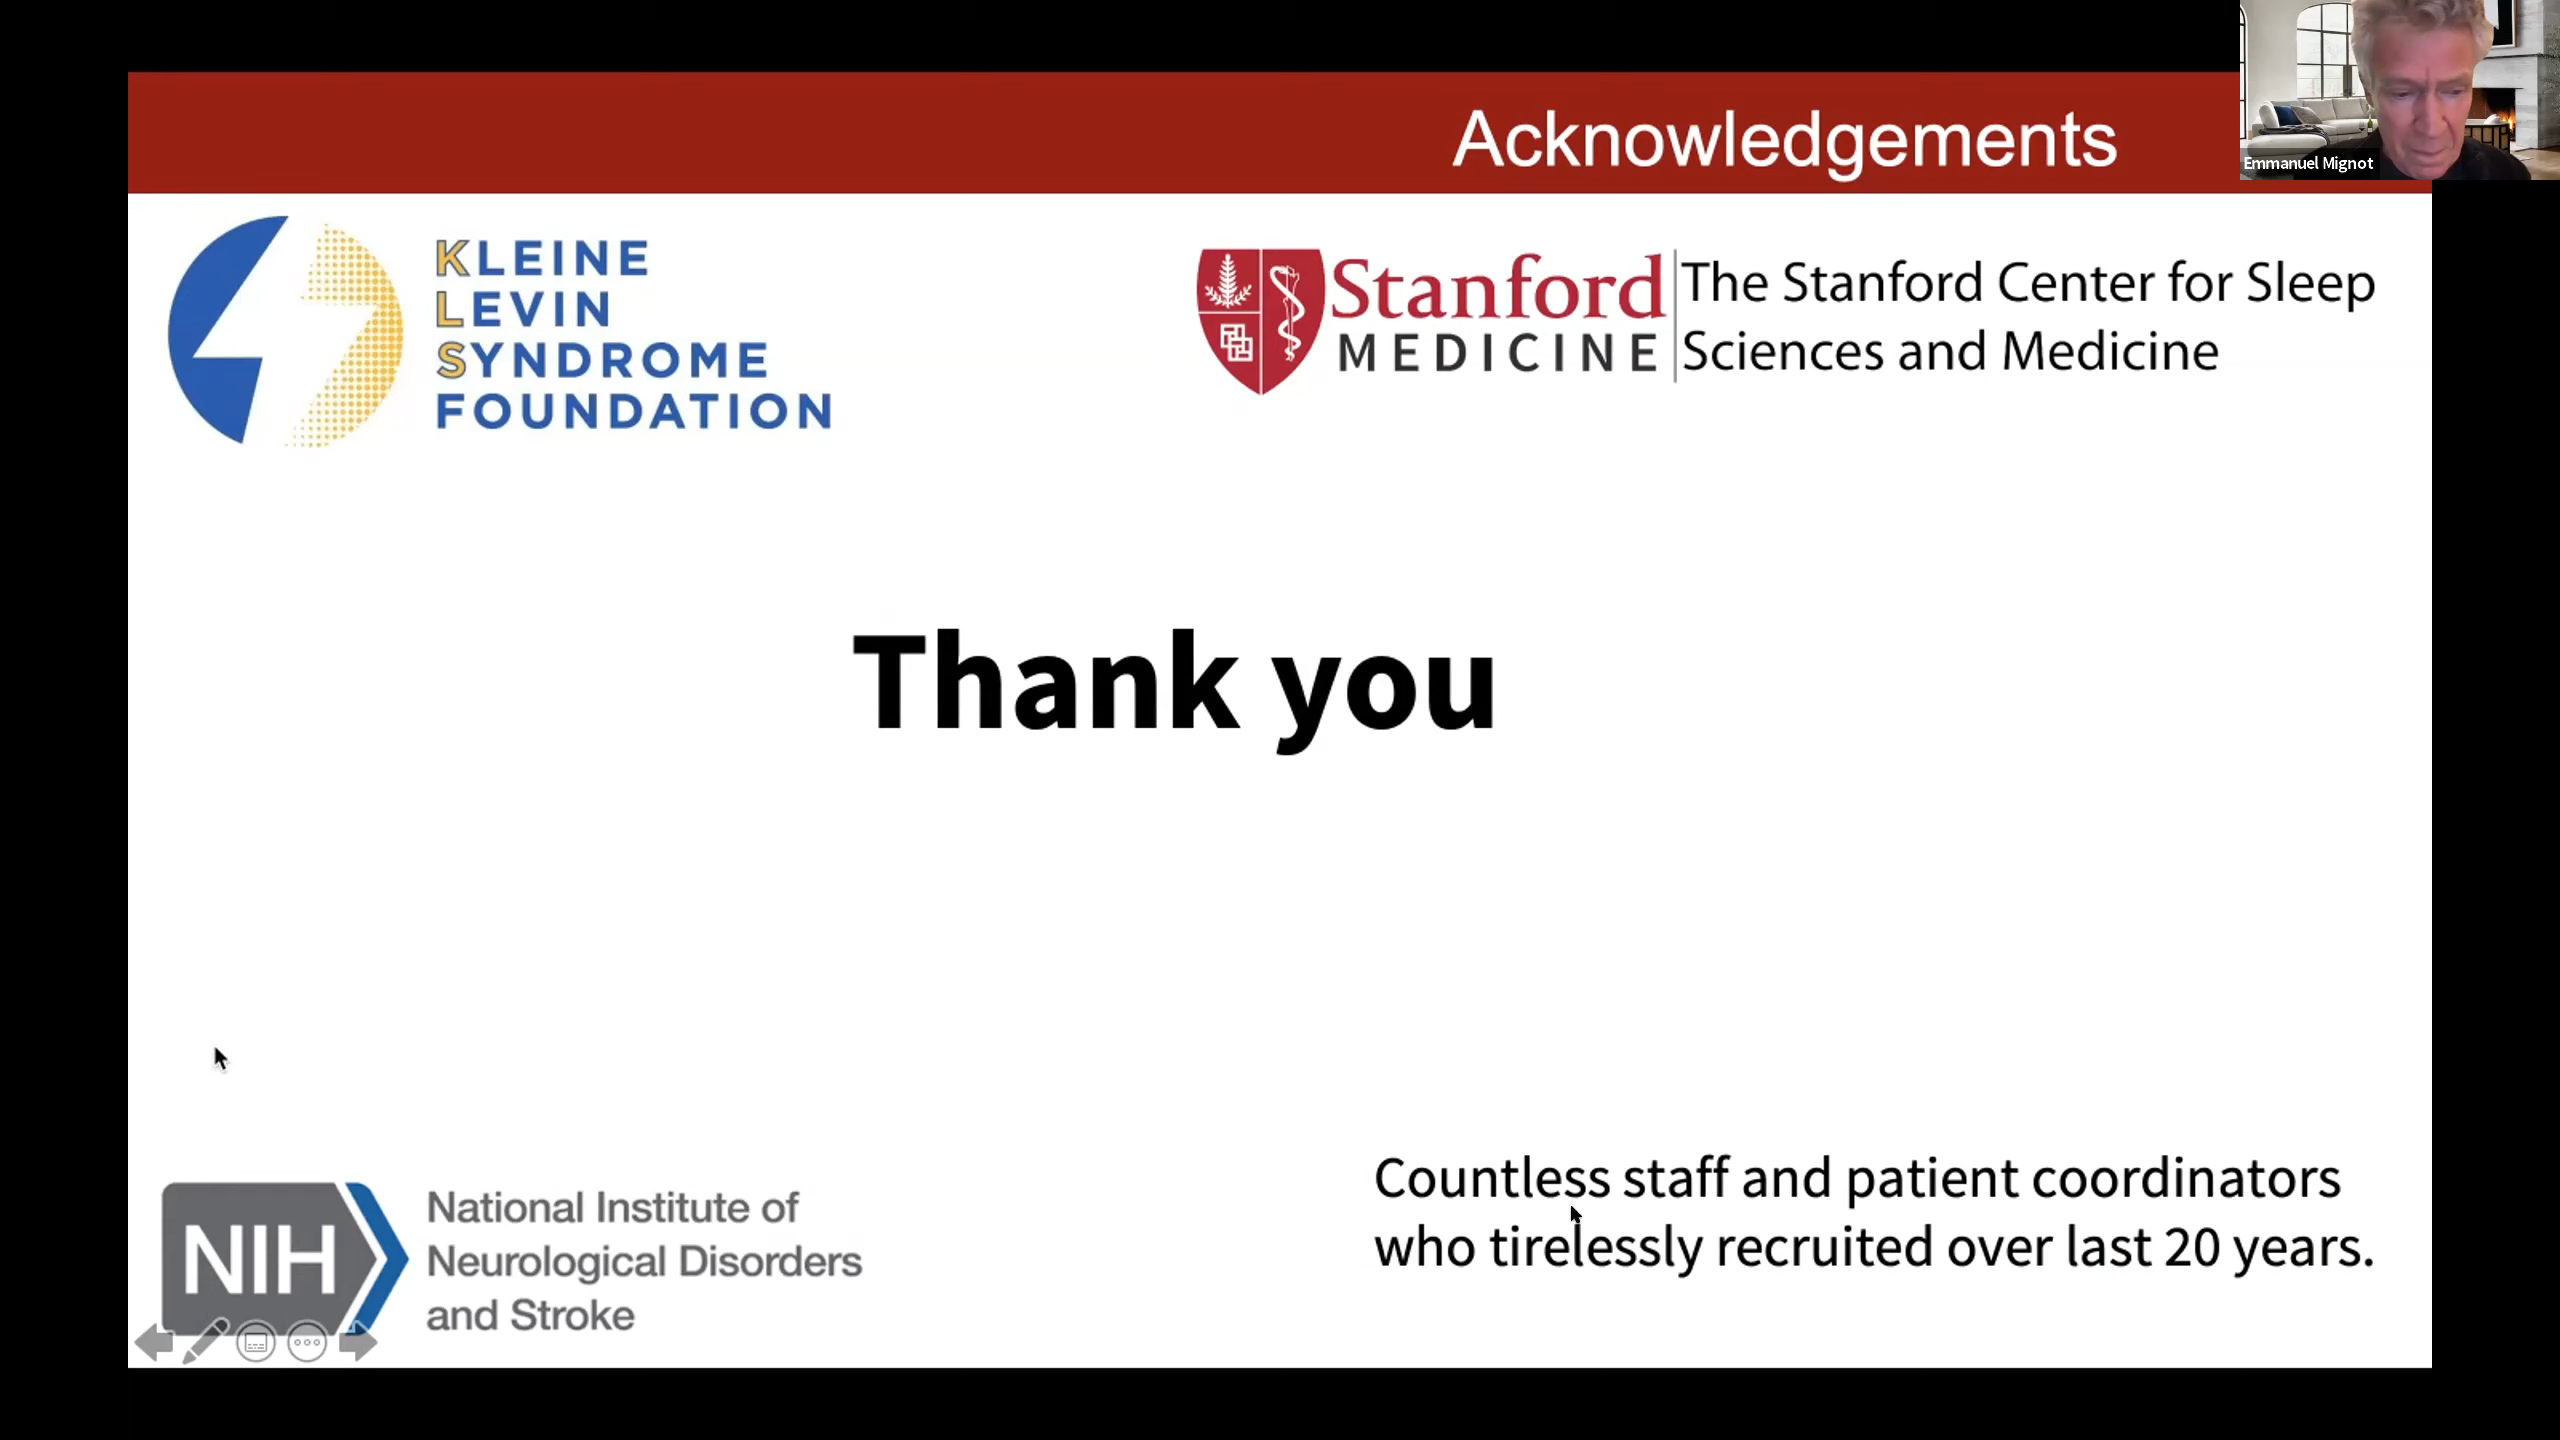 Acknowledgements
Emmanuel Mignot
KLEINE
LEVIN
SYNDROME
FOUNDATION
Stanford
MEDICINE
The Stanford Center for Sleep
Sciences and Medicine
Thank you
NIH
National Institute of
Neurological Disorders
and Stroke
Countless staff and patient coordinators
who tirelessly recruited over last 20 years.